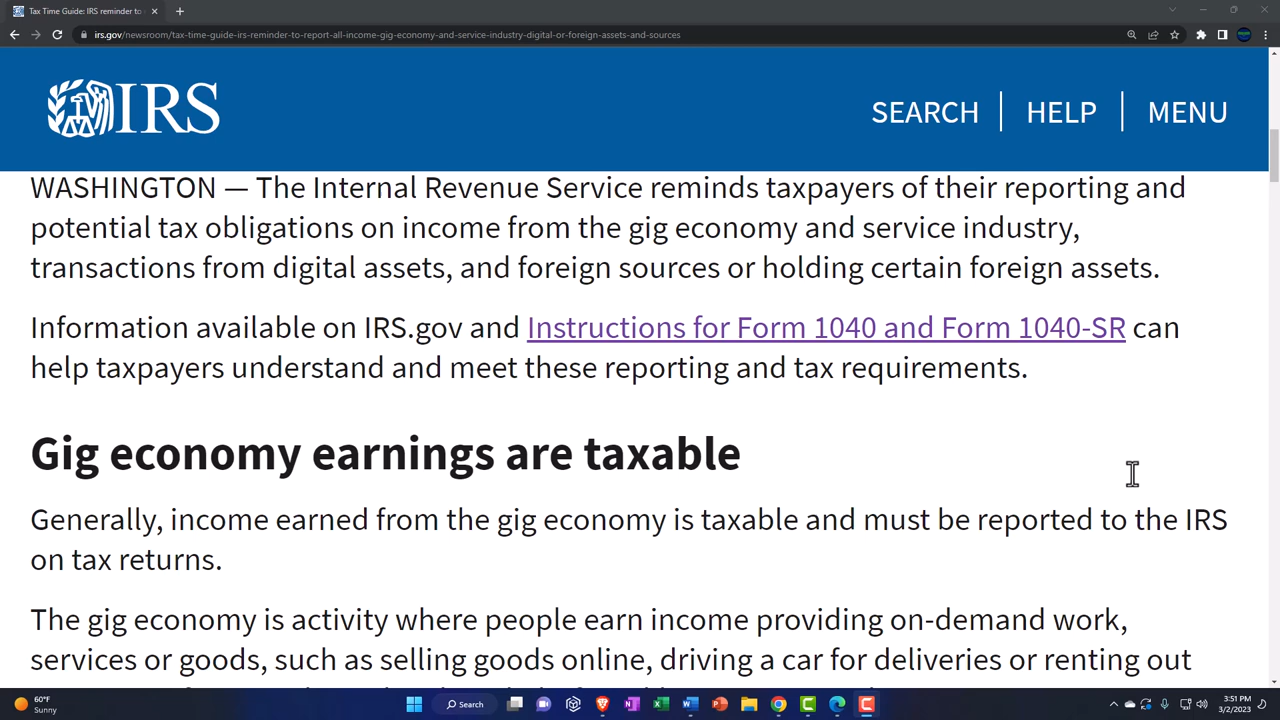 Tax Time Guide: IRS reminder to
irs.gov/newsroom/tax-time-guide-irs-reminder-to-report-all-income-gig-economy-and-service-industry-digital-or-foreign-assets-and-sources
IRS
SEARCH | HELP | MENU
WASHINGTON — The Internal Revenue Service reminds taxpayers of their reporting and
potential tax obligations on income from the gig economy and service industry,
transactions from digital assets, and foreign sources or holding certain foreign assets.
Information available on IRS.gov and Instructions for Form 1040 and Form 1040-SR can
help taxpayers understand and meet these reporting and tax requirements.
Gig economy earnings are taxable
Generally, income earned from the gig economy is taxable and must be reported to the IRS
on tax returns.
The gig economy is activity where people earn income providing on-demand work,
services or goods, such as selling goods online, driving a car for deliveries or renting out
60°F
Sunny
Search
3:51 PM
3/2/2023